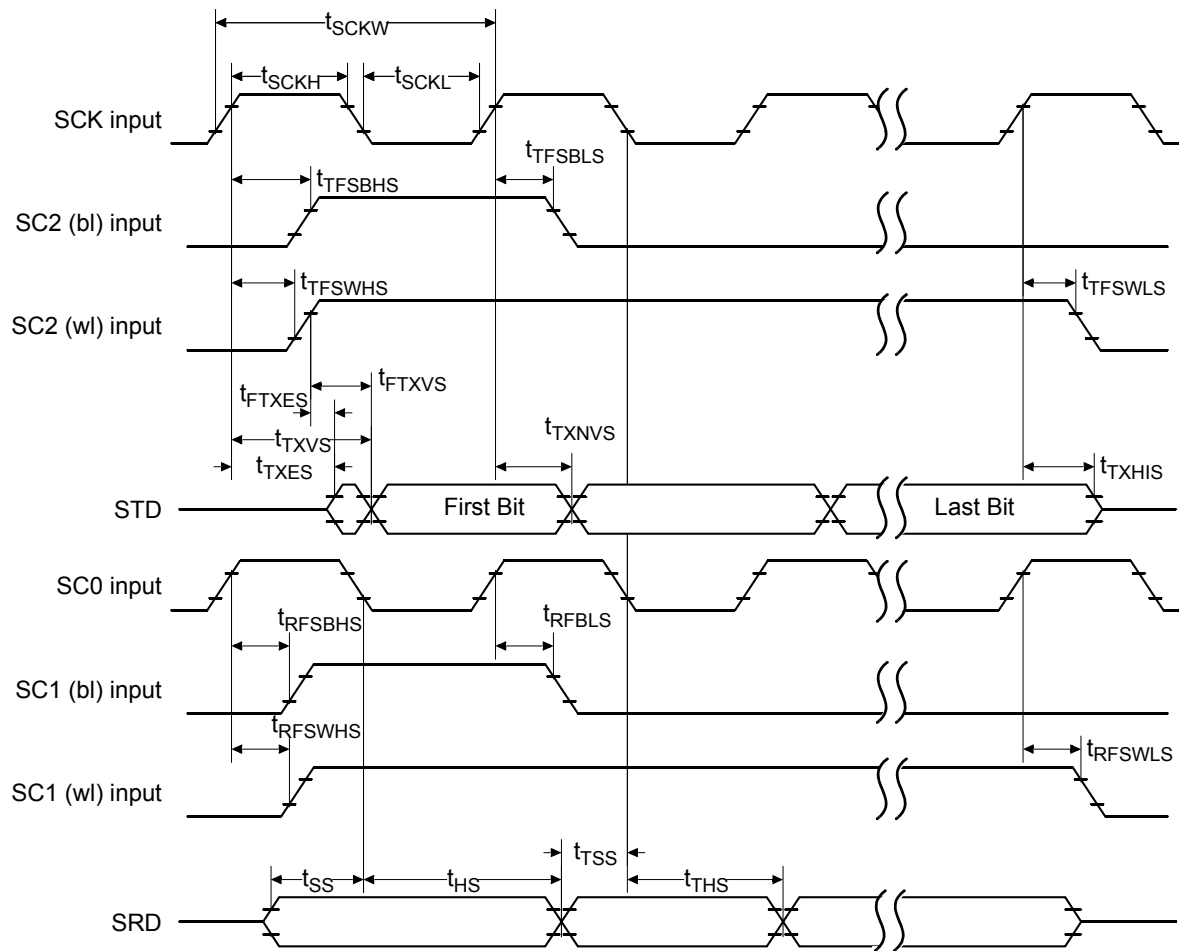 tSCKW
tSCKH
tSCKL
SCK input
tTFSBLS
tTFSBHS
SC2 (bl) input
tTFSWHS
tTFSWLS
SC2 (wl) input
tFTXVS
tFTXES
tTXVS
tTXNVS
tTXES
tTXHIS
STD
First Bit
Last Bit
SC0 input
tRFSBHS
tRFBLS
SC1 (bl) input
tRFSWHS
tRFSWLS
SC1 (wl) input
tTSS
tSS
tHS
tTHS
SRD